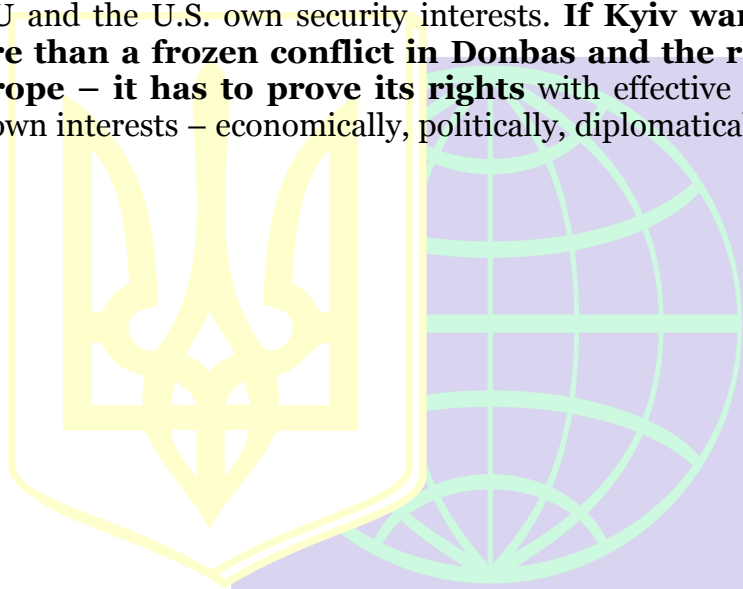 U and the U.S. own security interests. If Kyiv wan
re than a frozen conflict in Donbas and the r
rope – it has to prove its rights with effective
own interests – economically, politically, diplomatical